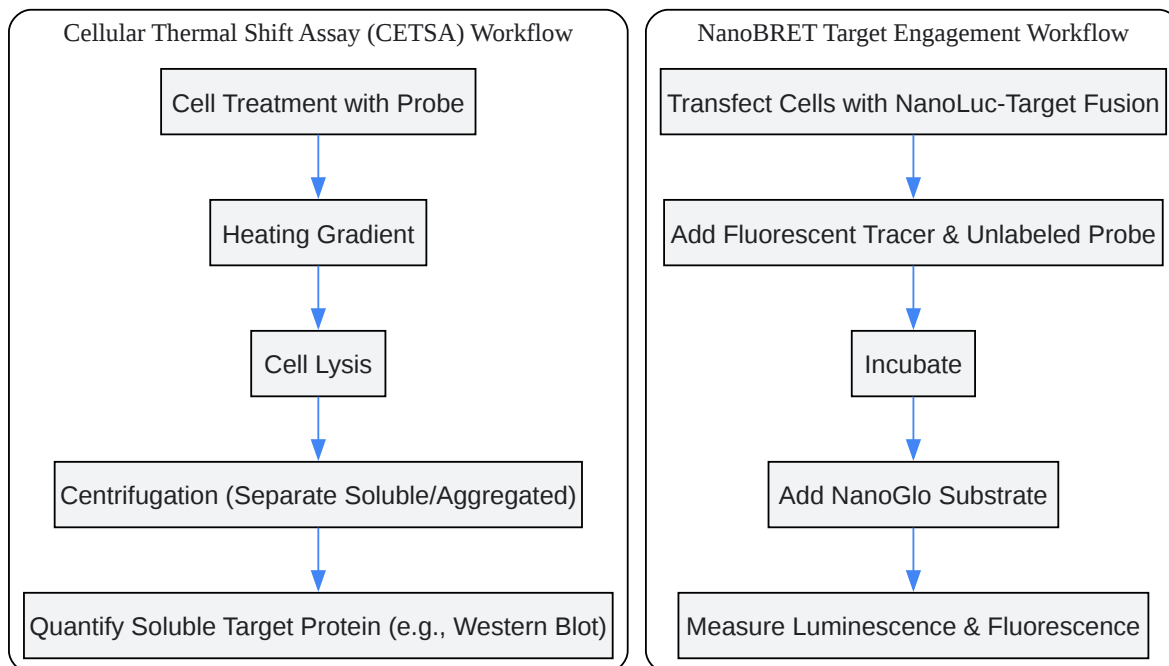 Cellular Thermal Shift Assay (CETSA) Workflow
Cell Treatment with Probe
Heating Gradient
Cell Lysis
Centrifugation (Separate Soluble/Aggregated)
Quantify Soluble Target Protein (e.g., Western Blot)
NanoBRET Target Engagement Workflow
Transfect Cells with NanoLuc-Target Fusion
Add Fluorescent Tracer & Unlabeled Probe
Incubate
Add NanoGlo Substrate
Measure Luminescence & Fluorescence